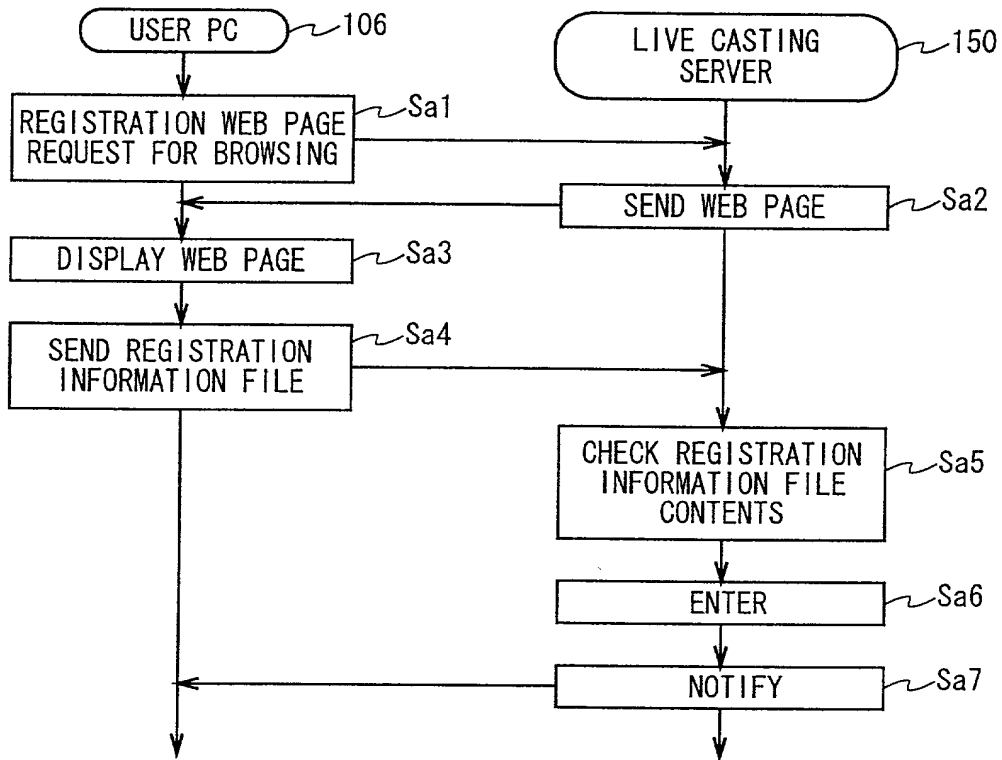 USER PC
106
LIVE CASTING
SERVER
150
REGISTRATION WEB PAGE
REQUEST FOR BROWSING
Sa1
SEND WEB PAGE
Sa2
DISPLAY WEB PAGE
Sa3
SEND REGISTRATION
INFORMATION FILE
Sa4
CHECK REGISTRATION
INFORMATION FILE
CONTENTS
Sa5
ENTER
Sa6
NOTIFY
Sa7